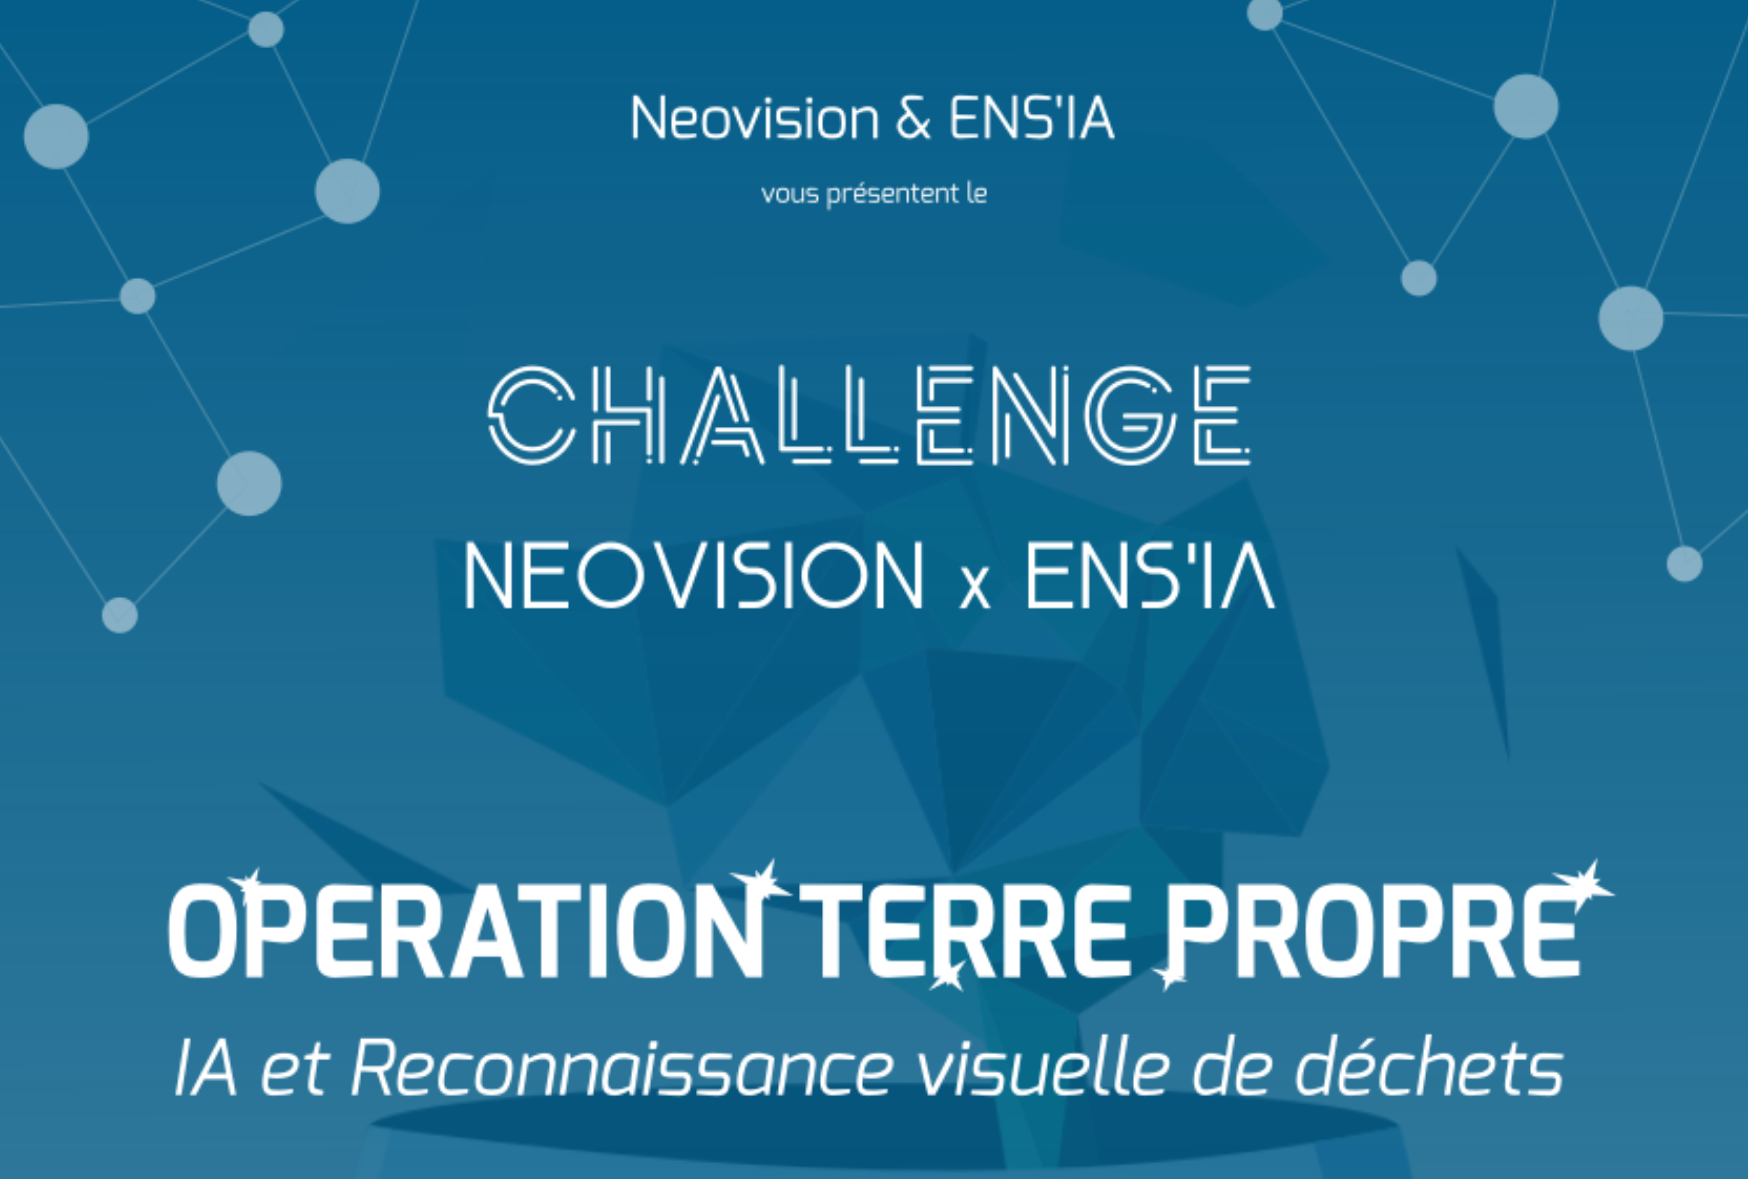 Neovision & ENS'IA
vous présentent le
CHALLENGE
NEOVISION x ENS'IA
OPERATION TERRE PROPRE
IA et Reconnaissance visuelle de déchets